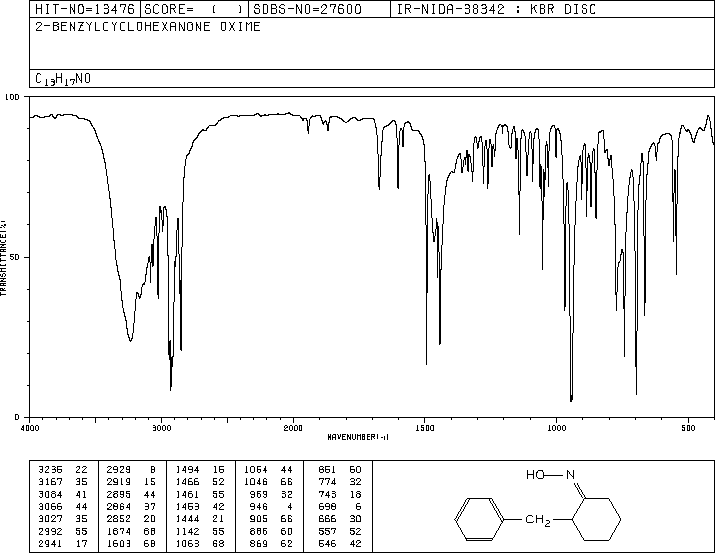 HIT-NO=13476 SCORE= ( ) SDBS-NO=27600 IR-NIDA-38342 : KBR DISC
2-BENZYLCYCLOHEXANONE OXIME
C13H17NO
100
50
0
TRANSMITTANCE(%)
4000 3000 2000 1500 1000 500
WAVENUMBER(-1)
3235 22 2929 8 1494 15 1054 44 851 60
3167 35 2919 15 1466 52 1046 66 774 32
3084 41 2895 44 1461 55 969 32 743 18
3066 44 2864 37 1453 42 946 4 698 6
3027 35 2852 20 1444 21 905 66 666 30
2992 55 1674 68 1142 55 886 60 557 52
2941 17 1603 68 1063 68 869 62 546 42
HO N
CH2